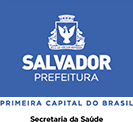 SALVADOR
PREFEITURA
PRIMEIRA CAPITAL DO BRASIL
Secretaria da Saúde